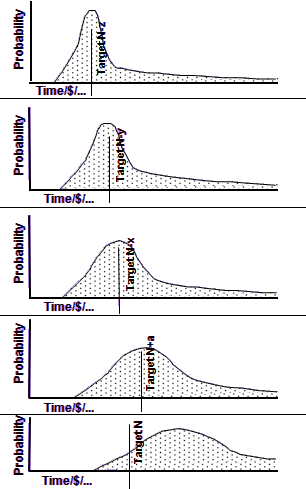 Probability
Target N-z
Time/$/...
Probability
Target N-y
Time/$/...
Probability
Target N-x
Time/$/...
Probability
Target N+a
Time/$/...
Probability
Target N
Time/$/...